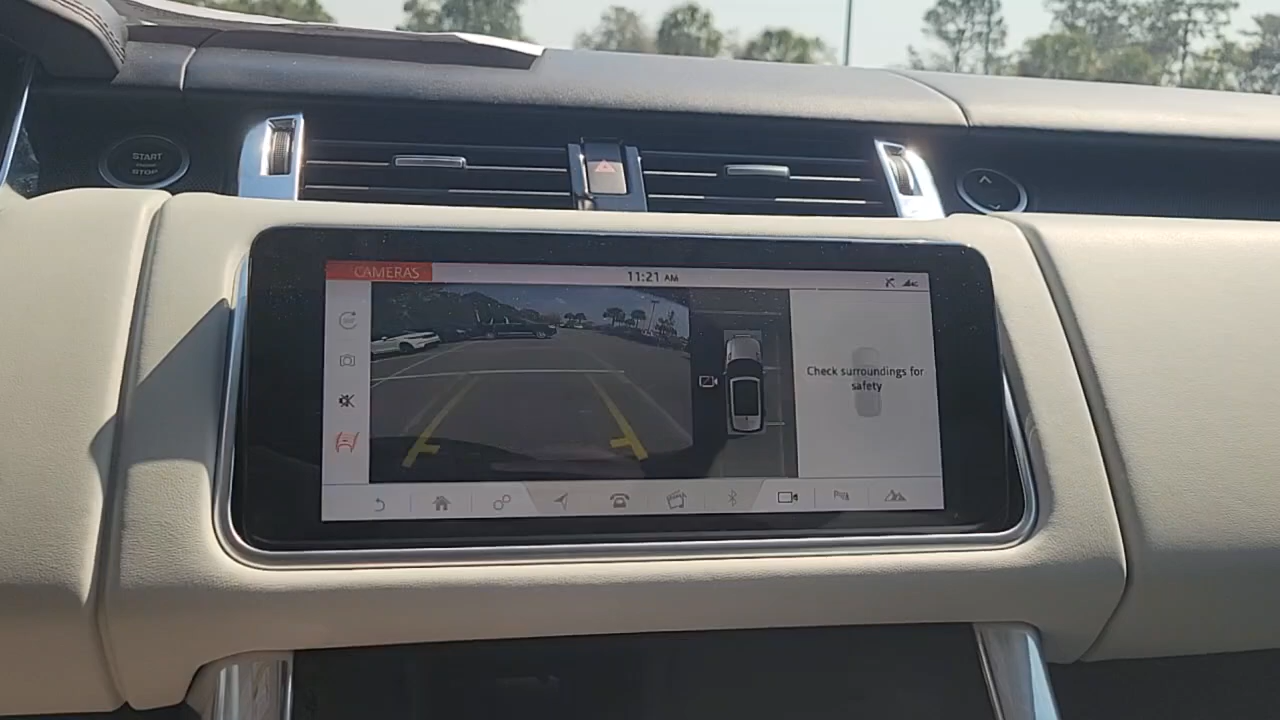 START
STOP
CAMERAS
11:21 AM
Check surroundings for
safety